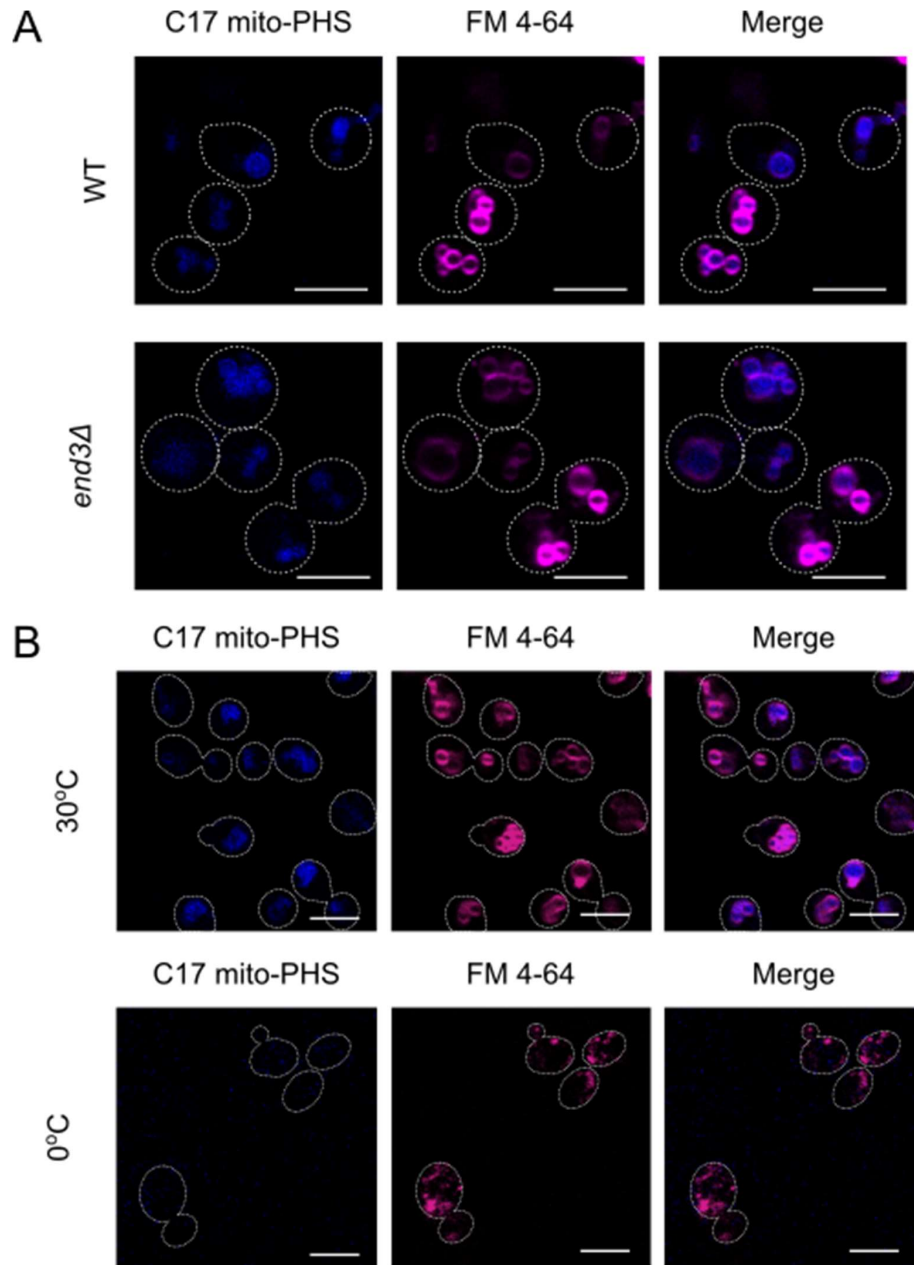 A
C17 mito-PHS FM 4-64 Merge
WT
end3Δ
B
C17 mito-PHS FM 4-64 Merge
30°C
C17 mito-PHS FM 4-64 Merge
0°C